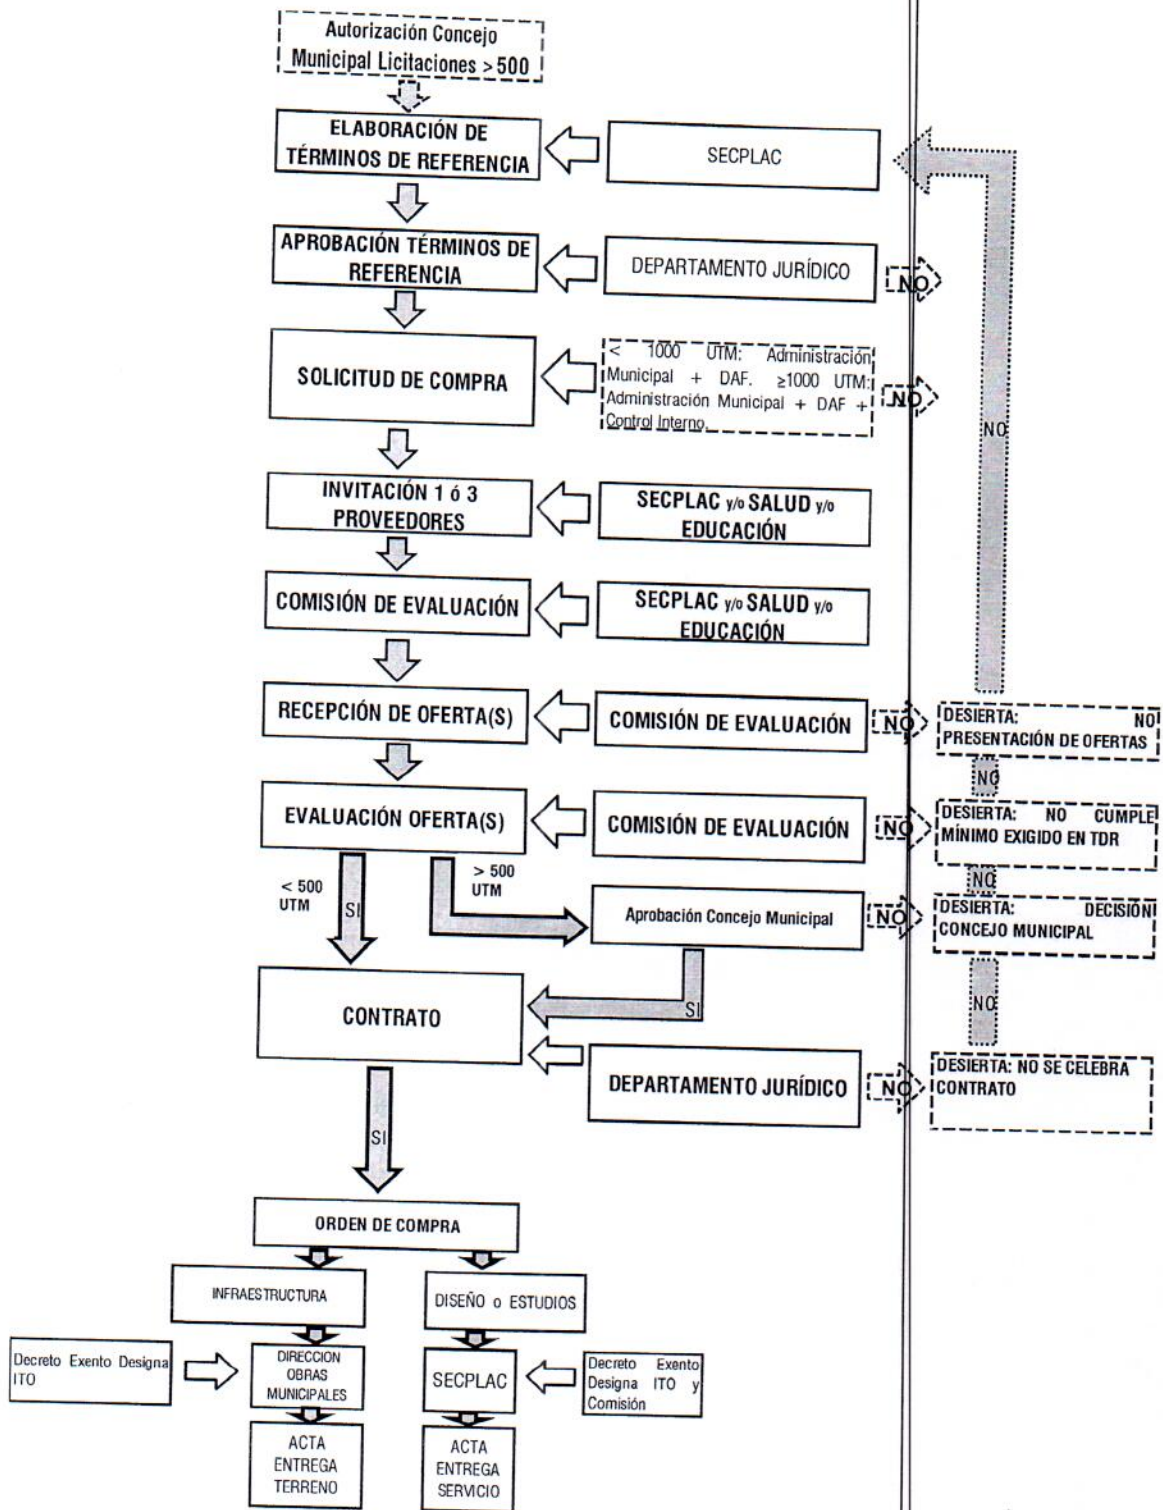 Autorización Concejo
Municipal Licitaciones > 500
ELABORACIÓN DE
TÉRMINOS DE REFERENCIA
SECPLAC
APROBACIÓN TÉRMINOS DE
REFERENCIA
DEPARTAMENTO JURÍDICO
NO
SOLICITUD DE COMPRA
< 1000 UTM: Administración
Municipal + DAF. ≥1000 UTM:
Administración Municipal + DAF +
Control Interno.
NO
NO
INVITACIÓN 1 ó 3
PROVEEDORES
SECPLAC y/o SALUD y/o
EDUCACIÓN
COMISIÓN DE EVALUACIÓN
SECPLAC y/o SALUD y/o
EDUCACIÓN
RECEPCIÓN DE OFERTA(S)
COMISIÓN DE EVALUACIÓN
NO
DESIERTA: NO
PRESENTACIÓN DE OFERTAS
NO
EVALUACIÓN OFERTA(S)
COMISIÓN DE EVALUACIÓN
NO
DESIERTA: NO CUMPLE
MÍNIMO EXIGIDO EN TDR
NO
< 500
UTM
SI
> 500
UTM
Aprobación Concejo Municipal
NO
DESIERTA: DECISIÓN
CONCEJO MUNICIPAL
NO
SI
CONTRATO
DEPARTAMENTO JURÍDICO
NO
DESIERTA: NO SE CELEBRA
CONTRATO
SI
ORDEN DE COMPRA
INFRAESTRUCTURA
DISEÑO o ESTUDIOS
Decreto Exento Designa
ITO
DIRECCION
OBRAS
MUNICIPALES
SECPLAC
Decreto Exento
Designa ITO y
Comisión
ACTA
ENTREGA
TERRENO
ACTA
ENTREGA
SERVICIO